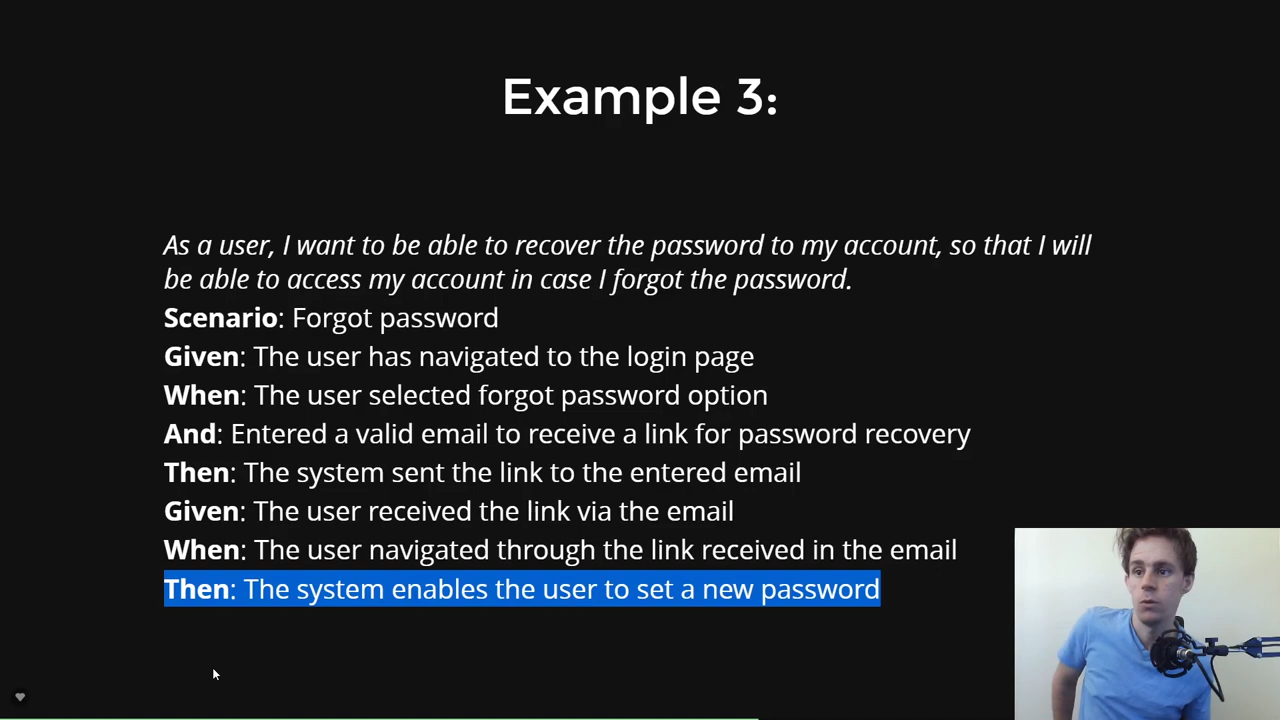 Example 3:
As a user, I want to be able to recover the password to my account, so that I will
be able to access my account in case I forgot the password.
Scenario: Forgot password
Given: The user has navigated to the login page
When: The user selected forgot password option
And: Entered a valid email to receive a link for password recovery
Then: The system sent the link to the entered email
Given: The user received the link via the email
When: The user navigated through the link received in the email
Then: The system enables the user to set a new password